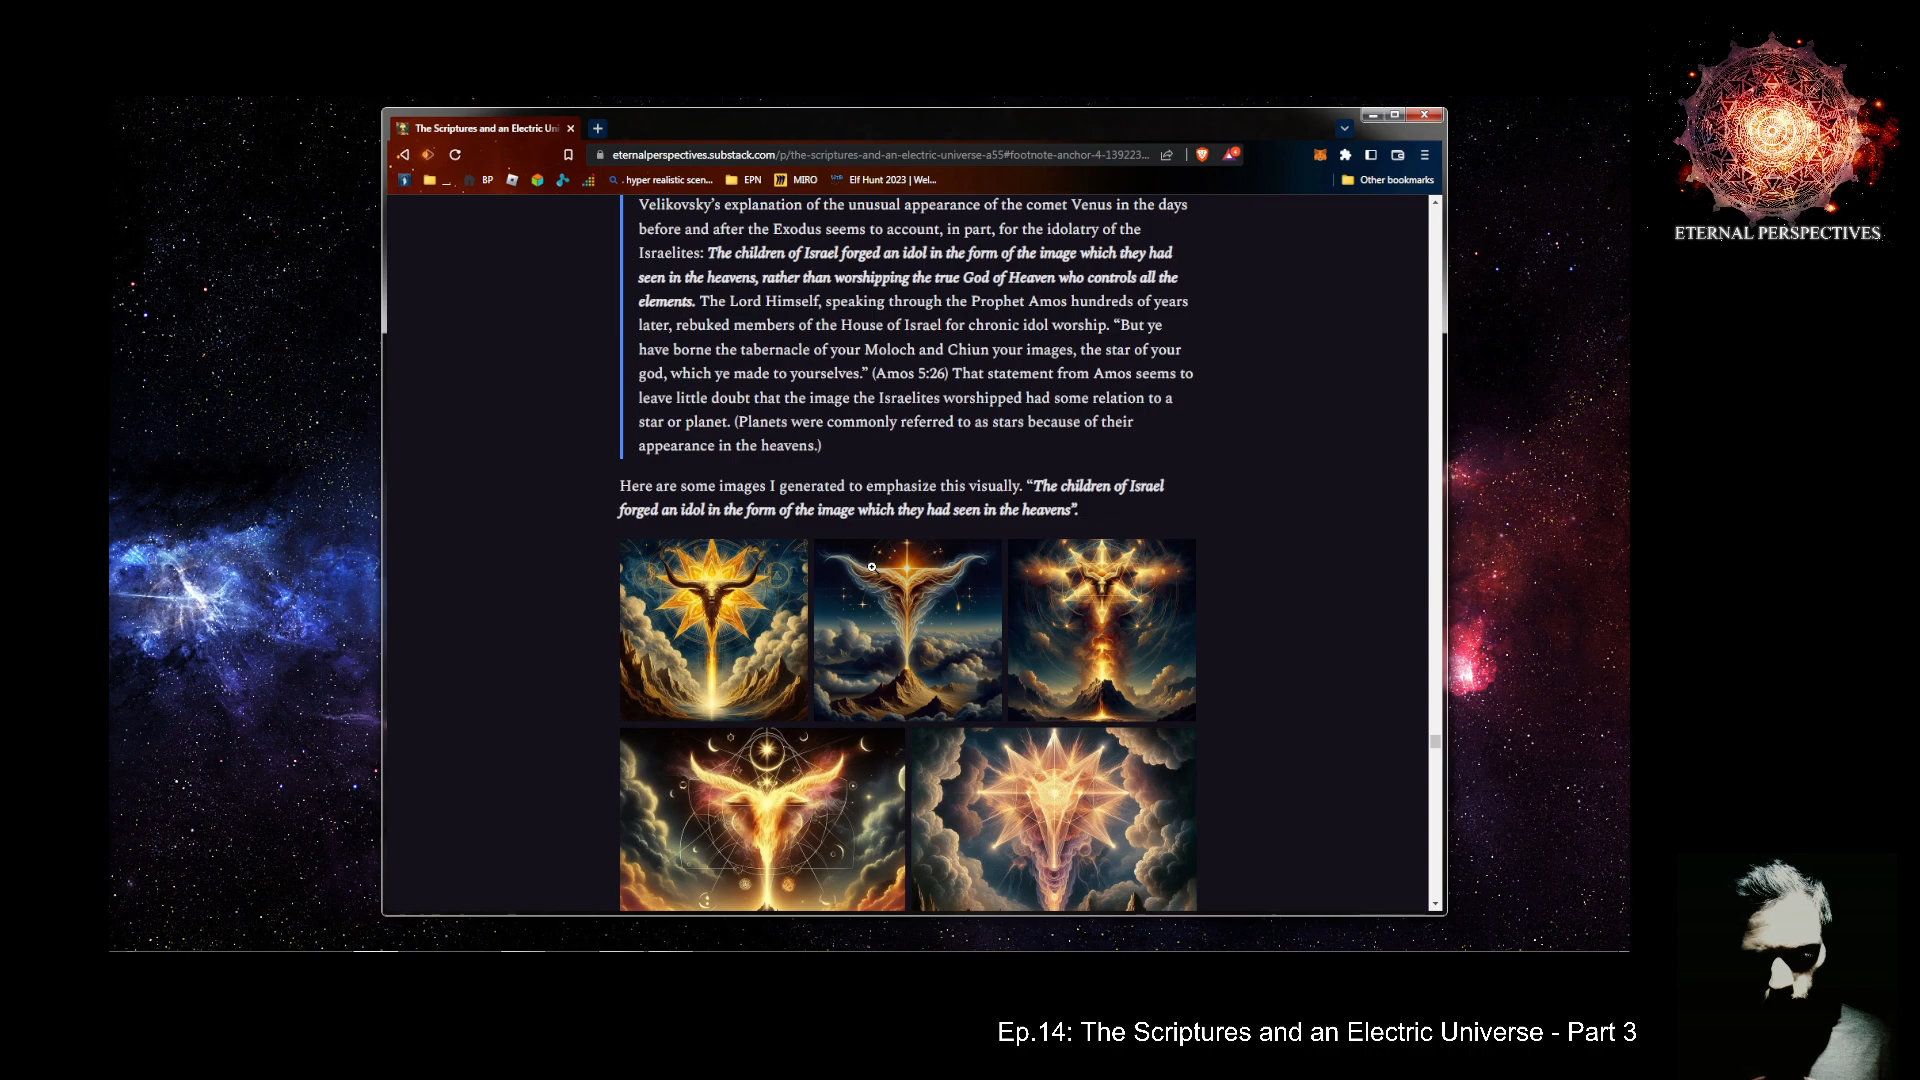 ETERNAL PERSPECTIVES
The Scriptures and an Electric Uni
eternalperspectives.substack.com/p/the-scriptures-and-an-electric-universe-a55#footnote-anchor-4-139223...
BP
, hyper realistic scen...
EPN
MIRO
Elf Hunt 2023 | Wel...
Other bookmarks
Velikovsky’s explanation of the unusual appearance of the comet Venus in the days
before and after the Exodus seems to account, in part, for the idolatry of the
Israelites: The children of Israel forged an idol in the form of the image which they had
seen in the heavens, rather than worshipping the true God of Heaven who controls all the
elements. The Lord Himself, speaking through the Prophet Amos hundreds of years
later, rebuked members of the House of Israel for chronic idol worship. “But ye
have borne the tabernacle of your Moloch and Chiun your images, the star of your
god, which ye made to yourselves.” (Amos 5:26) That statement from Amos seems to
leave little doubt that the image the Israelites worshipped had some relation to a
star or planet. (Planets were commonly referred to as stars because of their
appearance in the heavens.)
Here are some images I generated to emphasize this visually. “The children of Israel
forged an idol in the form of the image which they had seen in the heavens”.
Ep.14: The Scriptures and an Electric Universe - Part 3